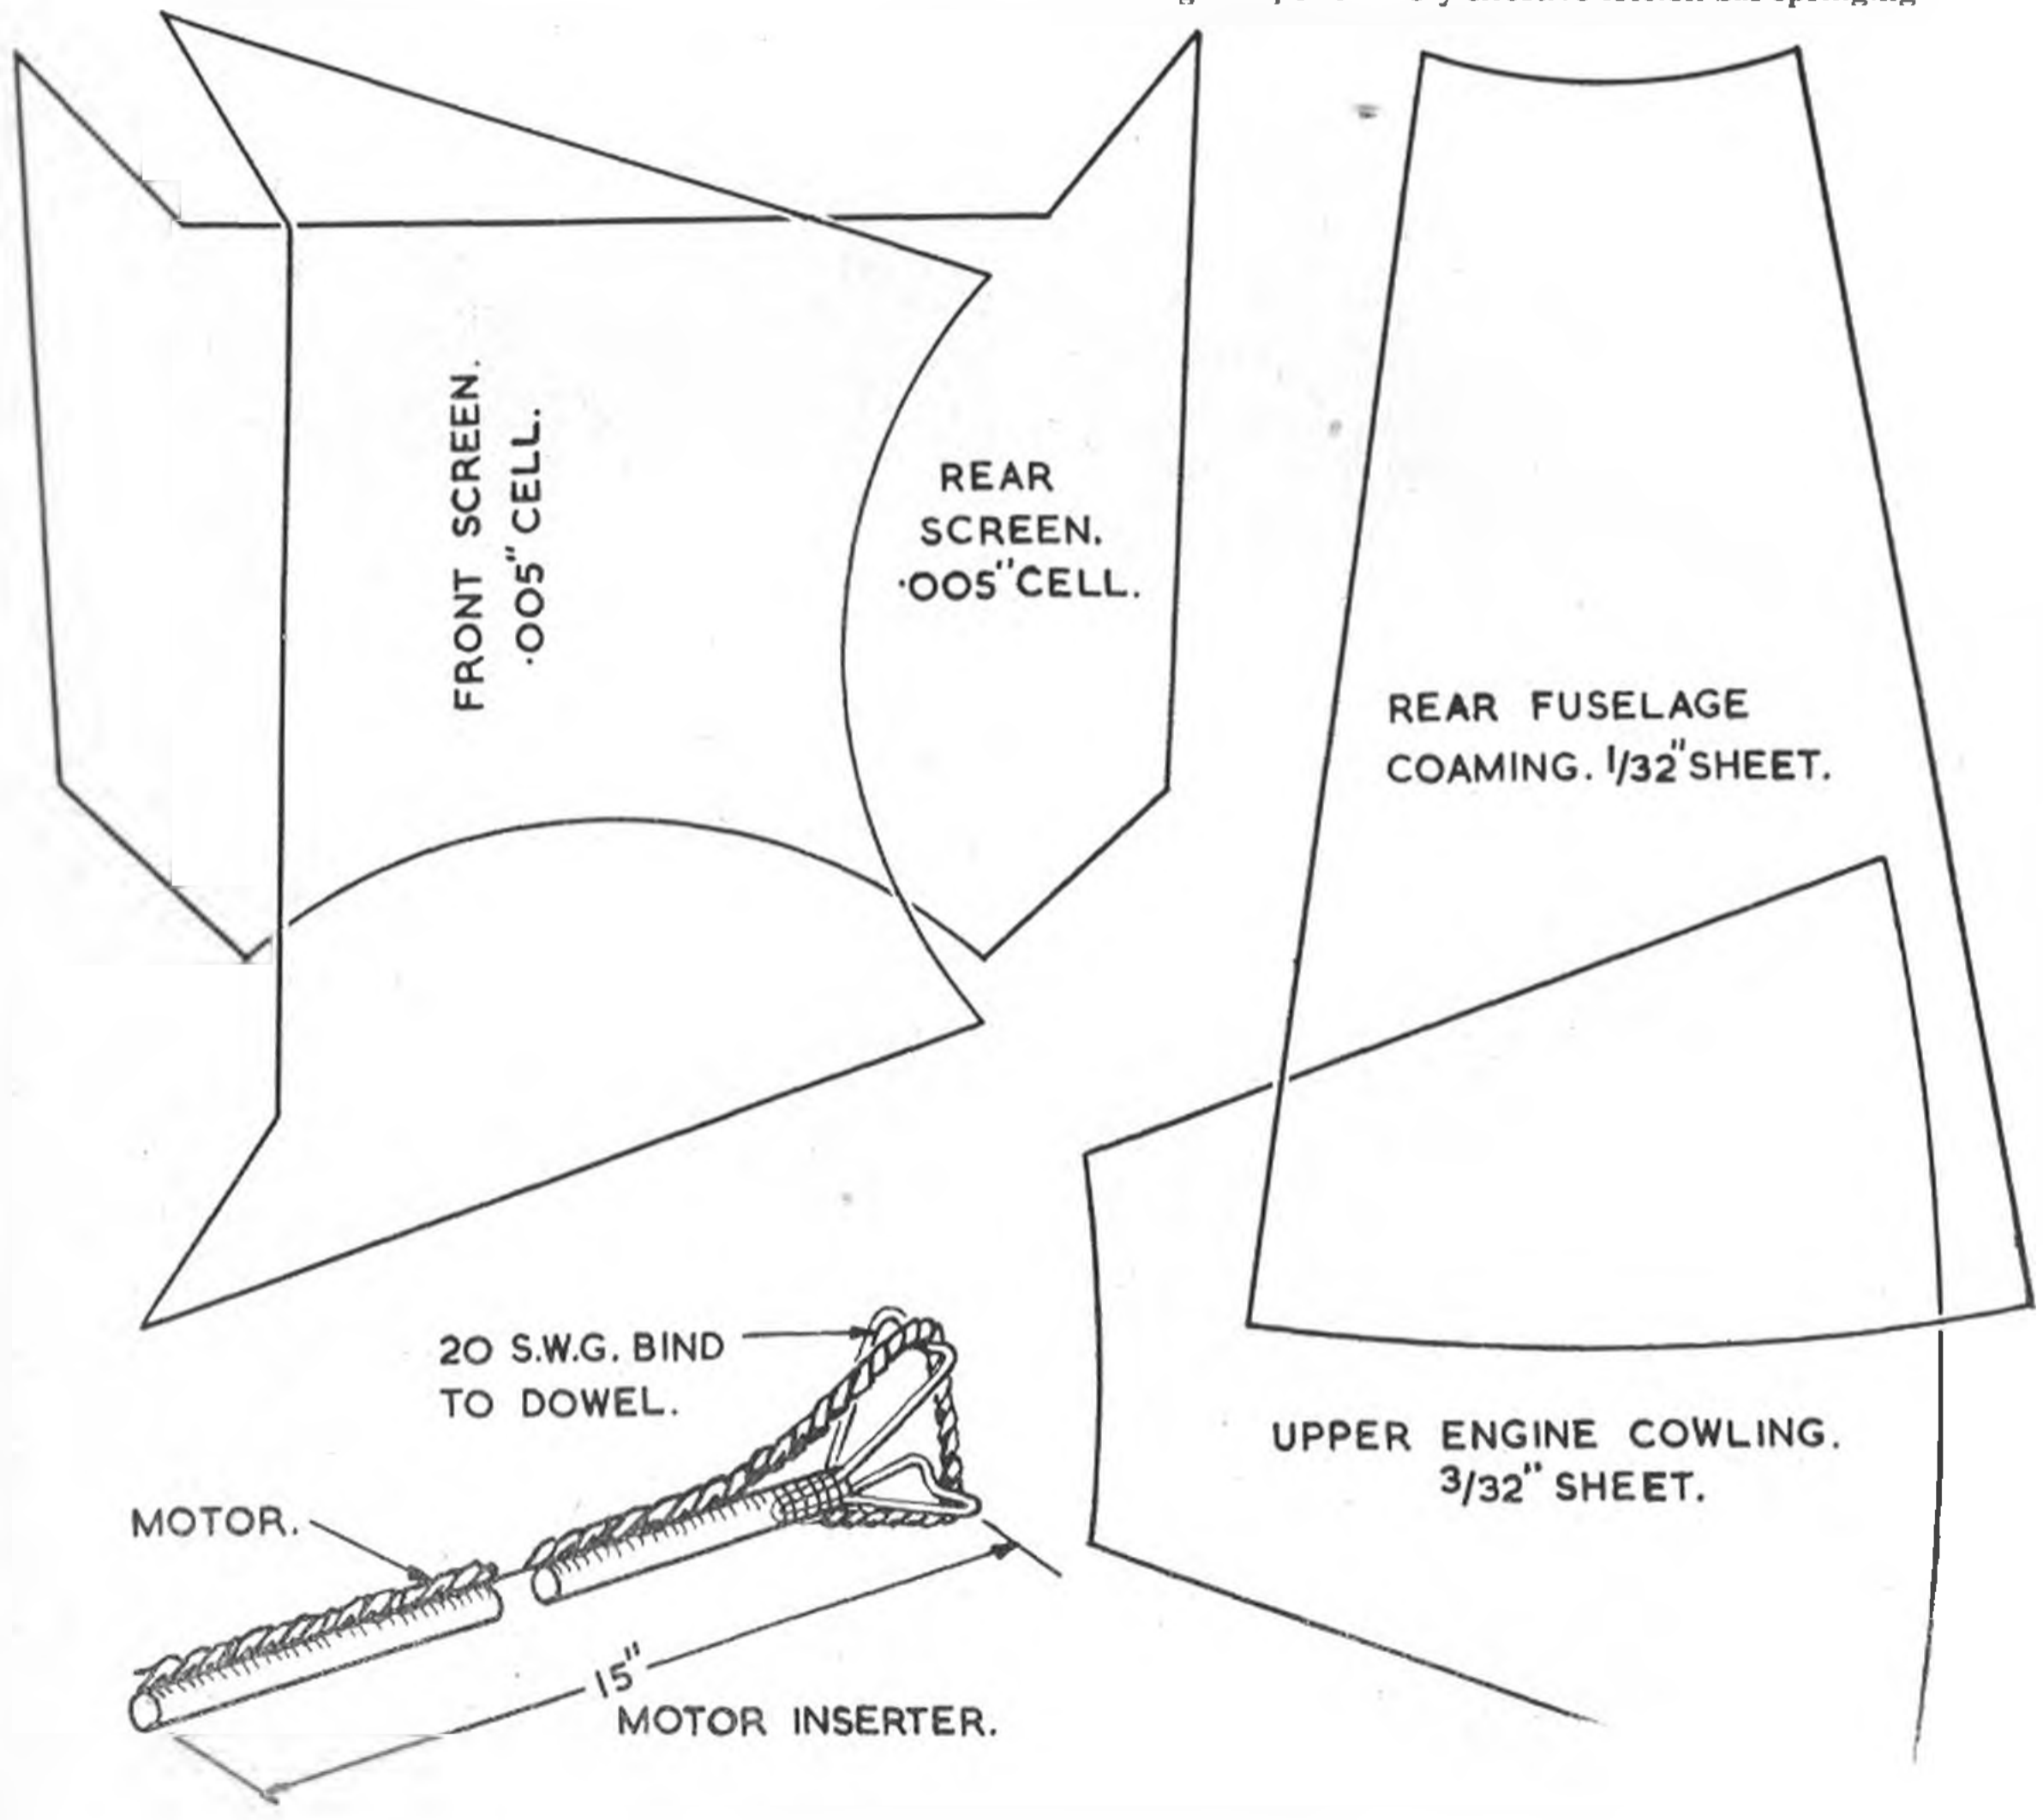 FRONT SCREEN.
.005" CELL.
REAR
SCREEN.
.005" CELL.
REAR FUSELAGE
COAMING. 1/32" SHEET.
20 S.W.G. BIND
TO DOWEL.
MOTOR.
15"
MOTOR INSERTER.
UPPER ENGINE COWLING.
3/32" SHEET.